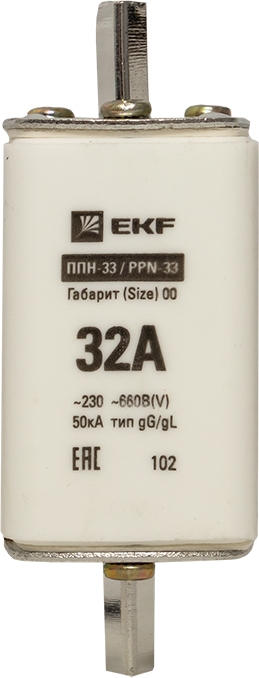 EKF
ППН-33 / PPN-33
Габарит (Size) 00
32A
~230 ~660В(V)
50кА тип gG/gL
EAC 102